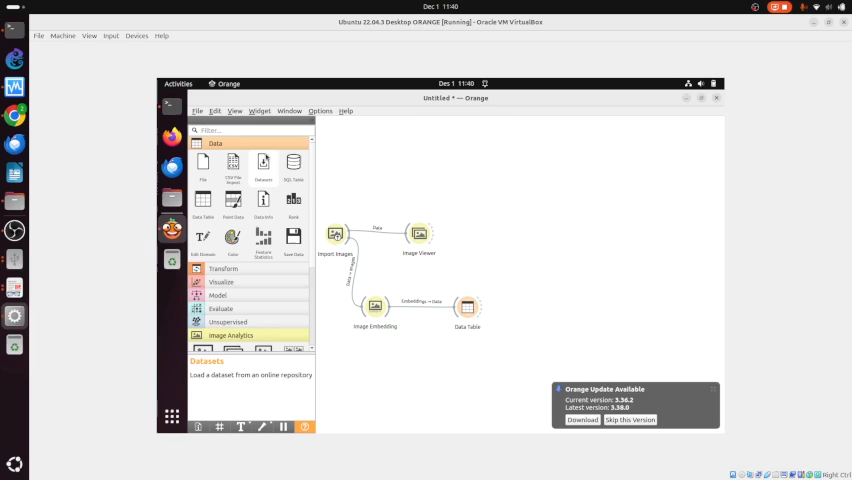 Des 1 11:40
Ubuntu 22.04.3 Desktop ORANGE [Running] - Oracle VM VirtualBox
File Machine View Input Devices Help
Activities Orange Des 1 11:40
Untitled * — Orange
File Edit View Widget Window Options Help
Filter...
Data
File
CSV File Import
Datasets
SQL Table
Data Table
Paint Data
Data Info
Rank
Edit Domain
Color
Feature Statistics
Save Data
Transform
Visualize
Model
Evaluate
Unsupervised
Image Analytics
Datasets
Load a dataset from an online repository
Import Images
Data
Image Viewer
Data → Images
Image Embedding
Embeddings → Data
Data Table
Orange Update Available
Current version: 3.36.2
Latest version: 3.38.0
Download Skip this Version
Right Ctrl